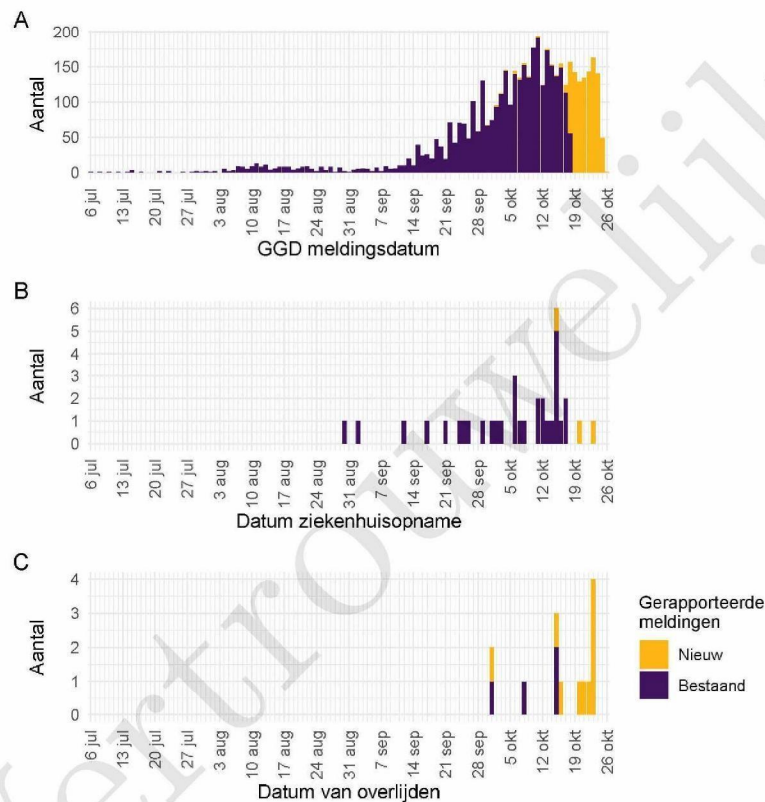 A
200
150
100
50
0
Aantal
6 jul
13 jul
20 jul
27 jul
3 aug
10 aug
17 aug
24 aug
31 aug
7 sep
14 sep
21 sep
28 sep
5 okt
12 okt
19 okt
26 okt
GGD meldingsdatum
B
6
5
4
3
2
1
0
Aantal
6 jul
13 jul
20 jul
27 jul
3 aug
10 aug
17 aug
24 aug
31 aug
7 sep
14 sep
21 sep
28 sep
5 okt
12 okt
19 okt
26 okt
Datum ziekenhuisopname
C
4
3
2
1
0
Aantal
6 jul
13 jul
20 jul
27 jul
3 aug
10 aug
17 aug
24 aug
31 aug
7 sep
14 sep
21 sep
28 sep
5 okt
12 okt
19 okt
26 okt
Datum van overlijden
Gerapporteerde
meldingen
Nieuw
Bestaand
ertrouwelij